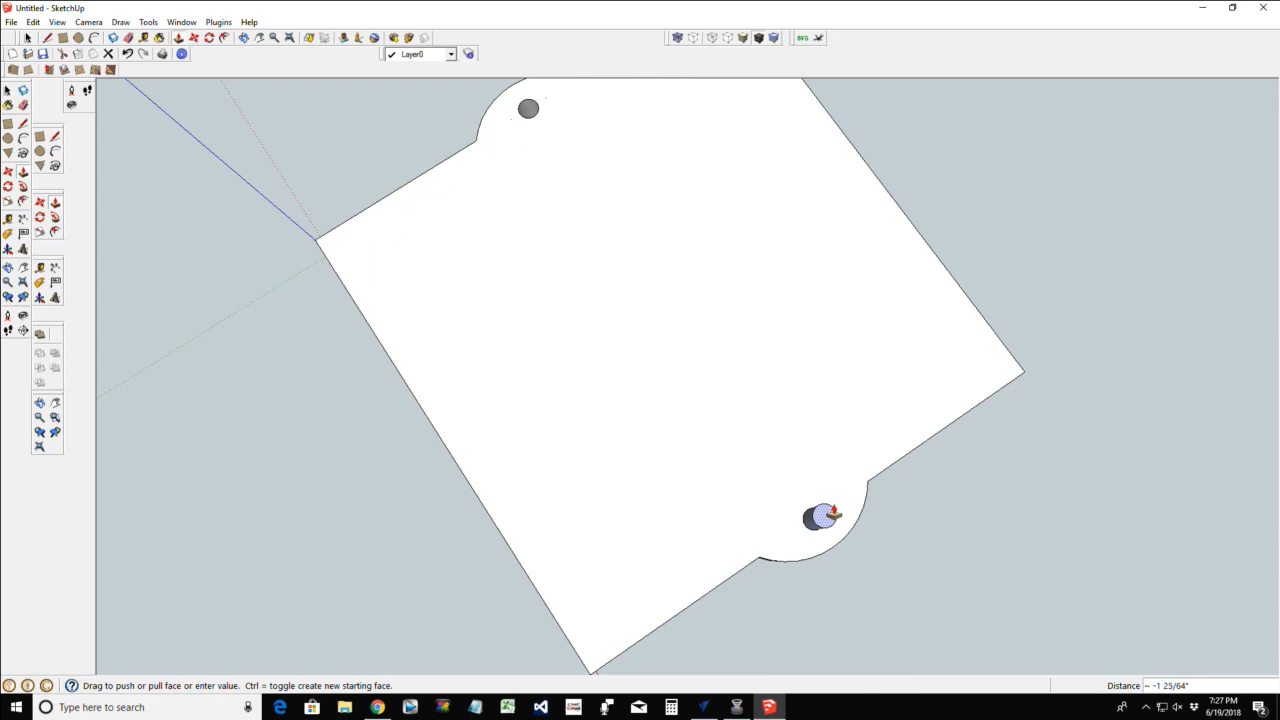 Untitled - SketchUp
File Edit View Camera Draw Tools Window Plugins Help
SVG
Layer0
Drag to push or pull face or enter value. Ctrl = toggle create new starting face.
Distance ~ -1 25/64"
Type here to search
7:27 PM
6/19/2018
2